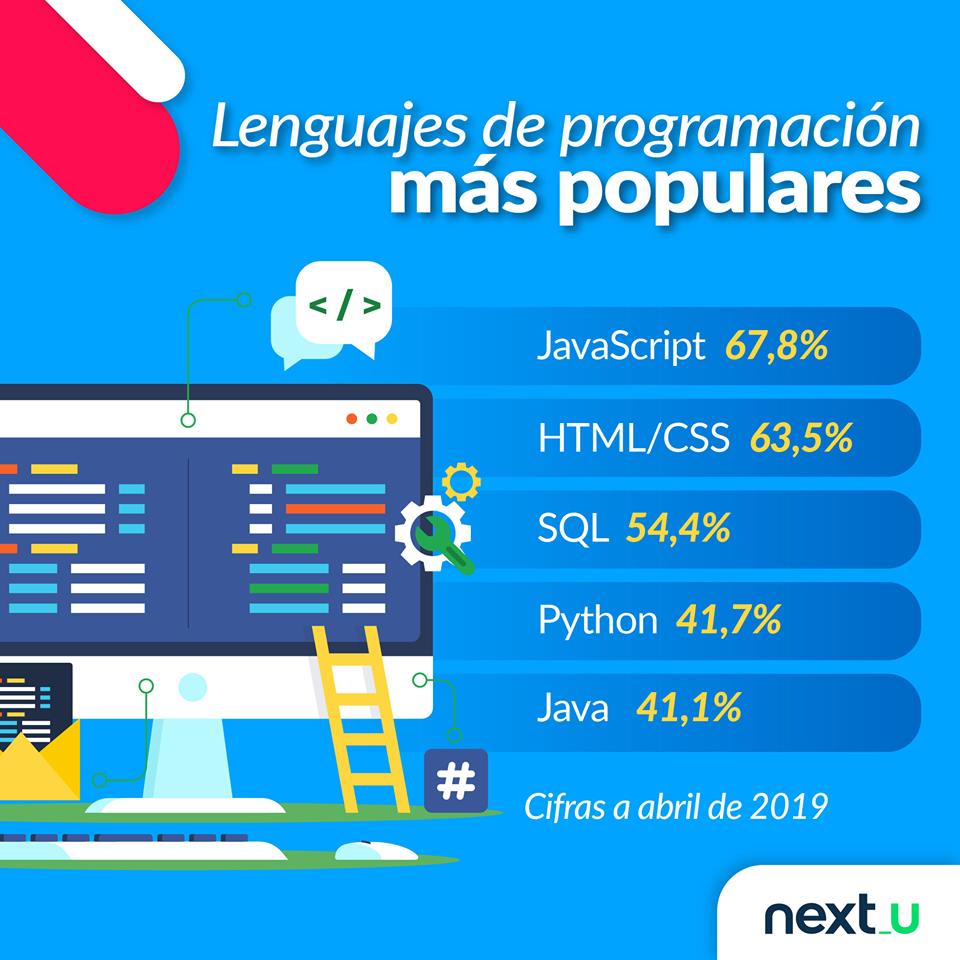 Lenguajes de programación
más populares
</>
JavaScript 67,8%
HTML/CSS 63,5%
SQL 54,4%
Python 41,7%
Java 41,1%
#
Cifras a abril de 2019
next_u